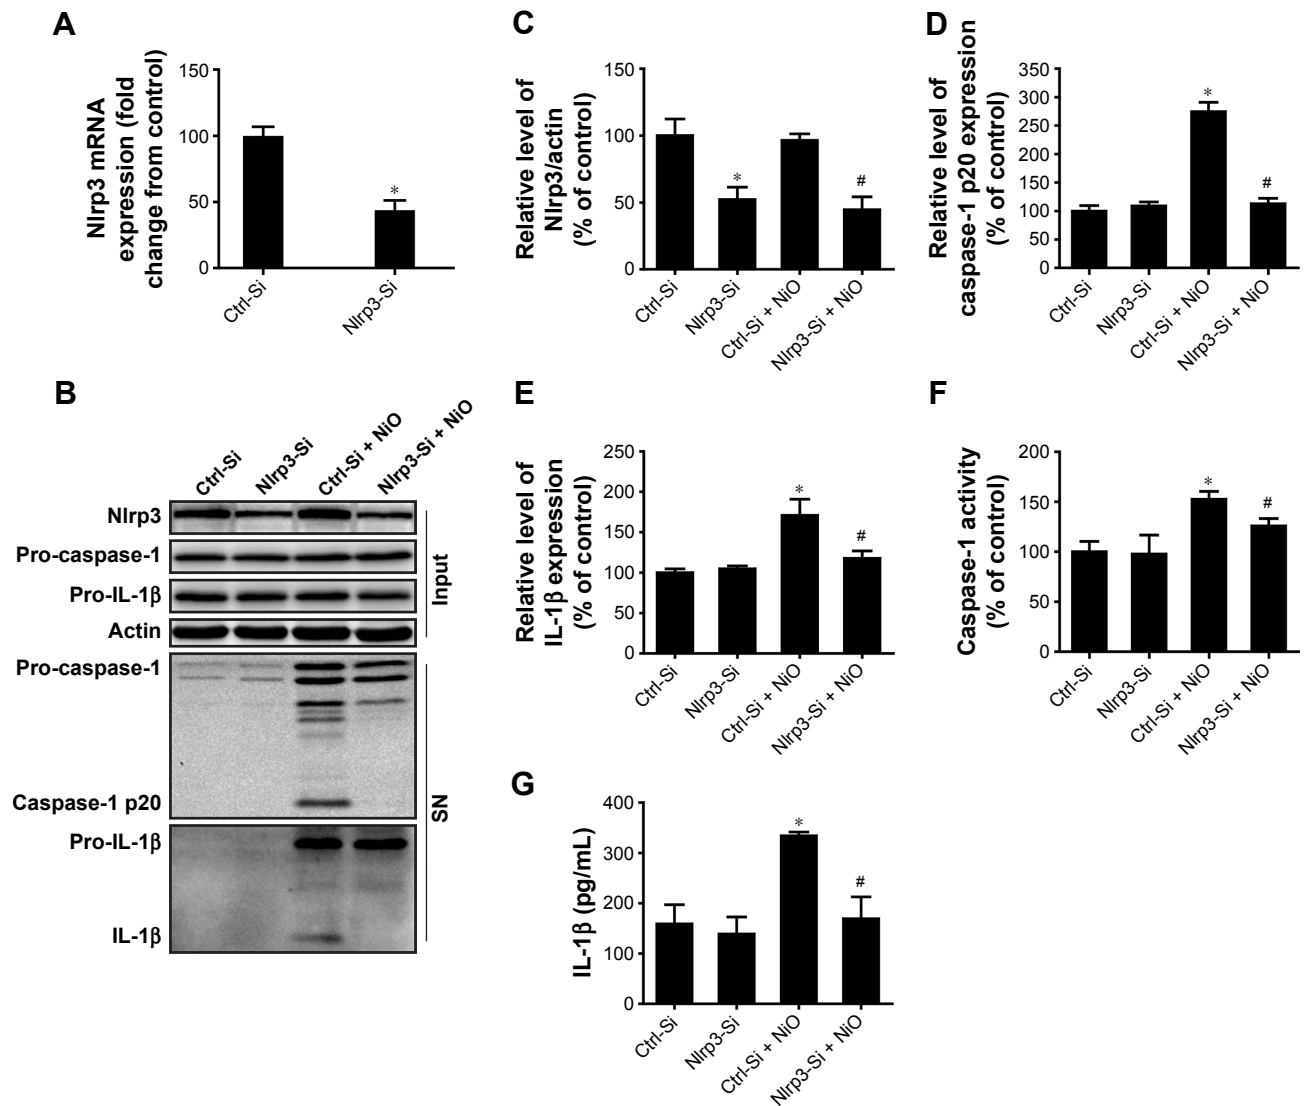 A
Nlrp3 mRNA
expression (fold
change from control)
150
100
50
0
*
Ctrl-Si
Nlrp3-Si
C
Relative level of
Nlrp3/actin
(% of control)
150
100
50
0
*
#
Ctrl-Si
Nlrp3-Si
Ctrl-Si + NiO
Nlrp3-Si + NiO
D
Relative level of
caspase-1 p20 expression
(% of control)
350
300
250
200
150
100
50
0
*
#
Ctrl-Si
Nlrp3-Si
Ctrl-Si + NiO
Nlrp3-Si + NiO
B
Ctrl-Si
Nlrp3-Si
Ctrl-Si + NiO
Nlrp3-Si + NiO
Nlrp3
Pro-caspase-1
Pro-IL-1β
Actin
Input
Pro-caspase-1
Caspase-1 p20
Pro-IL-1β
IL-1β
SN
E
Relative level of
IL-1β expression
(% of control)
250
200
150
100
50
0
*
#
Ctrl-Si
Nlrp3-Si
Ctrl-Si + NiO
Nlrp3-Si + NiO
F
Caspase-1 activity
(% of control)
200
150
100
50
0
*
#
Ctrl-Si
Nlrp3-Si
Ctrl-Si + NiO
Nlrp3-Si + NiO
G
IL-1β (pg/mL)
400
300
200
100
0
*
#
Ctrl-Si
Nlrp3-Si
Ctrl-Si + NiO
Nlrp3-Si + NiO